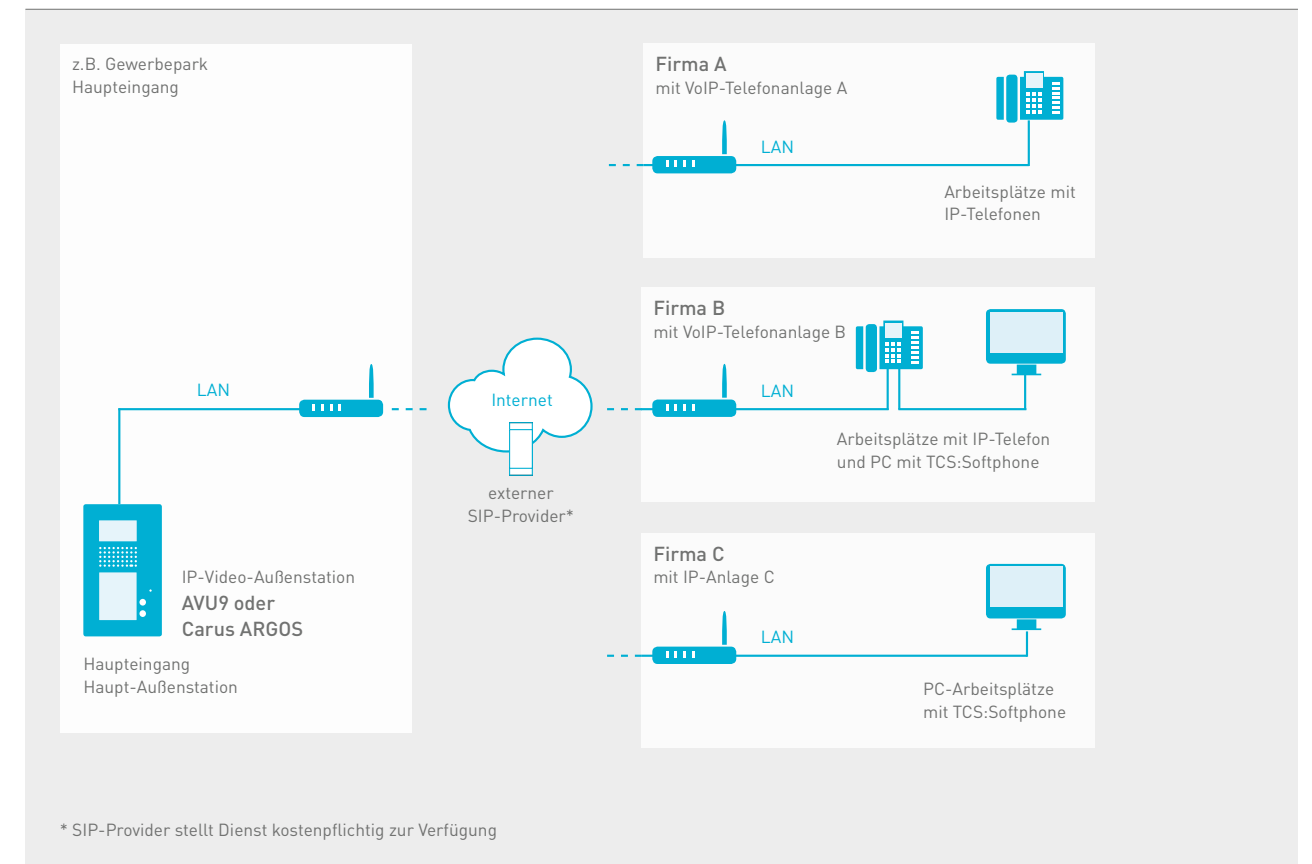 z.B. Gewerbepark
Haupteingang
LAN
IP-Video-Außenstation
AVU9 oder
Carus ARGOS
Haupteingang
Haupt-Außenstation
Internet
externer
SIP-Provider*
Firma A
mit VoIP-Telefonanlage A
LAN
Arbeitsplätze mit
IP-Telefonen
Firma B
mit VoIP-Telefonanlage B
LAN
Arbeitsplätze mit IP-Telefon
und PC mit TCS:Softphone
Firma C
mit IP-Anlage C
LAN
PC-Arbeitsplätze
mit TCS:Softphone
* SIP-Provider stellt Dienst kostenpflichtig zur Verfügung